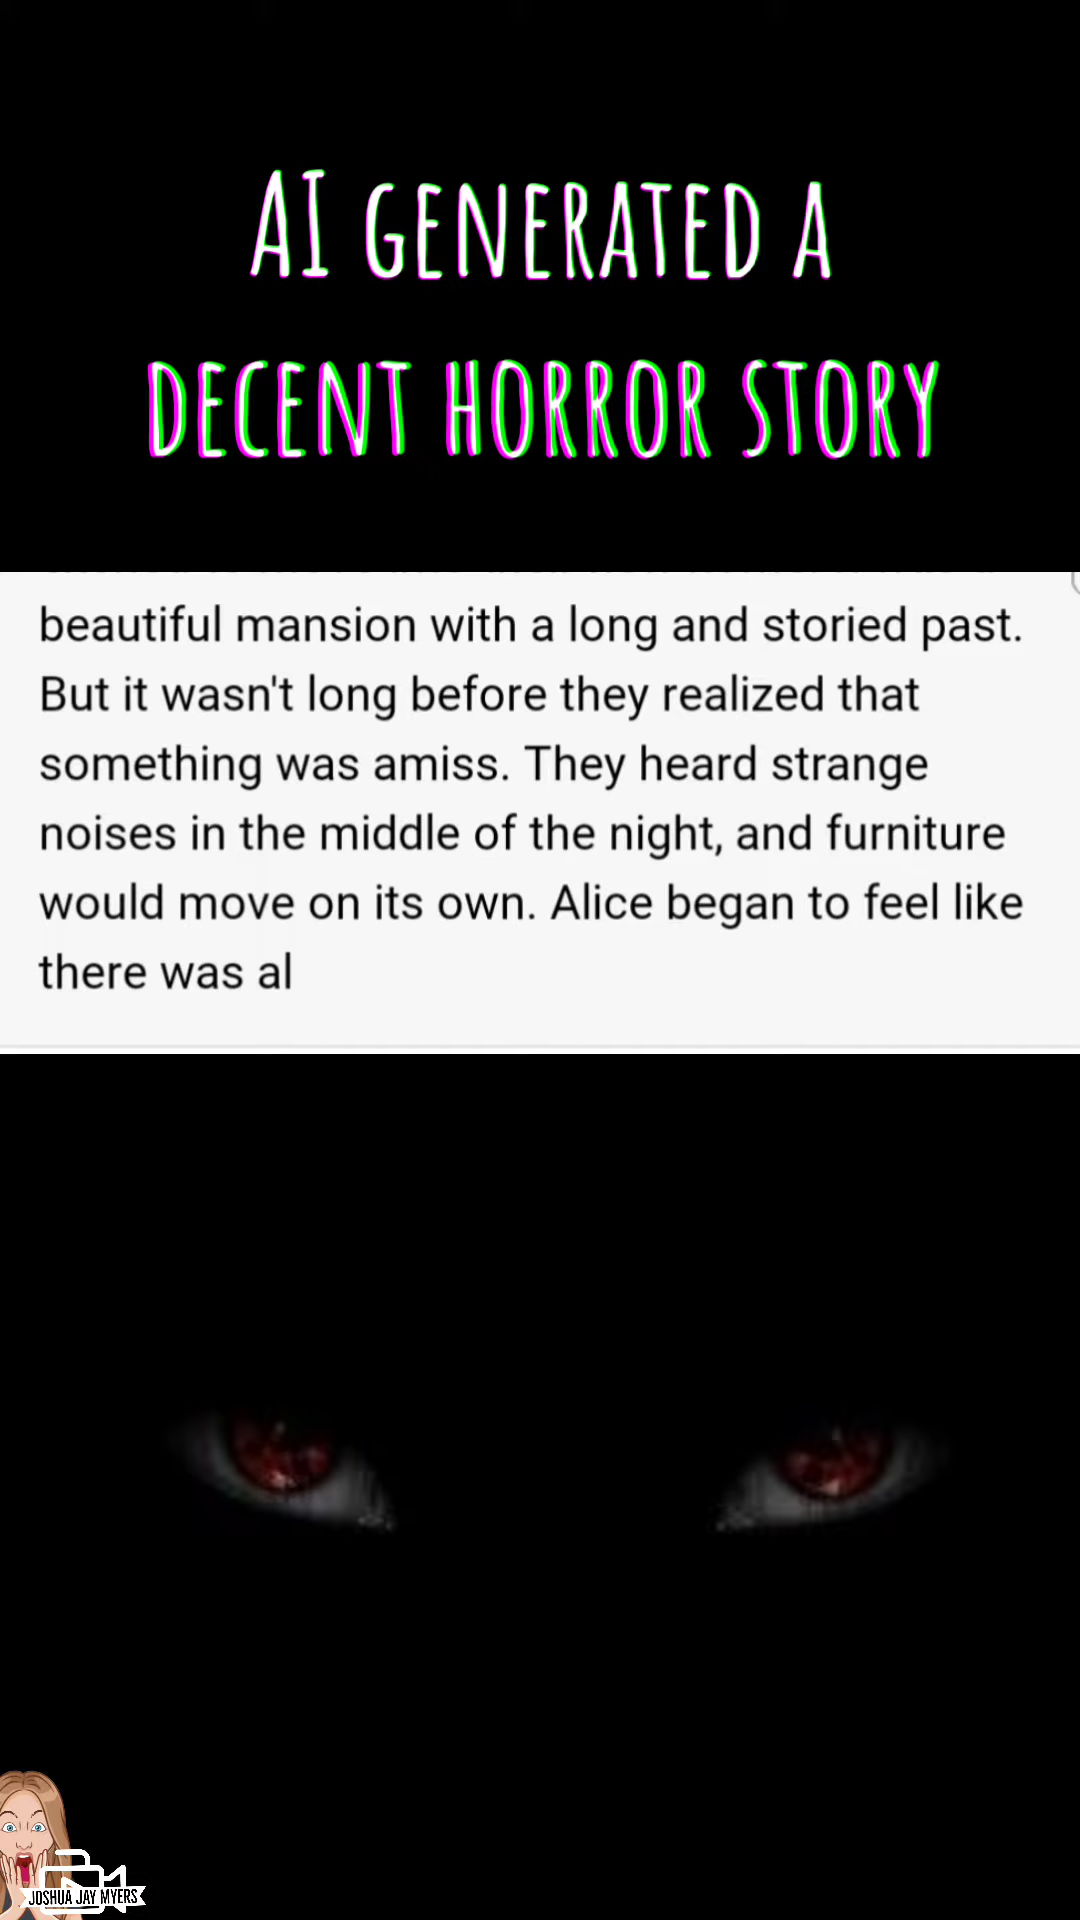 AI GENERATED A
DECENT HORROR STORY
beautiful mansion with a long and storied past.
But it wasn't long before they realized that
something was amiss. They heard strange
noises in the middle of the night, and furniture
would move on its own. Alice began to feel like
there was al
JOSHUA JAY MYERS